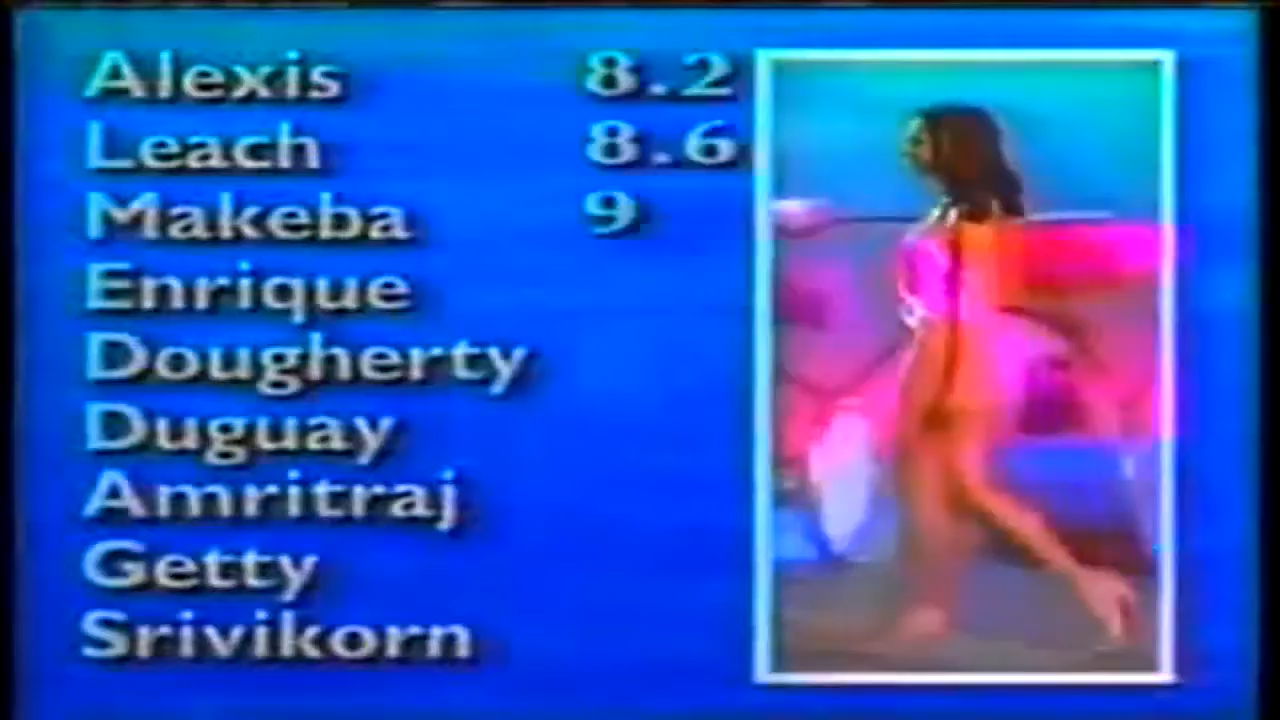 Alexis 8.2
Leach 8.6
Makeba 9
Enrique
Dougherty
Duguay
Amritraj
Getty
Srivikorn